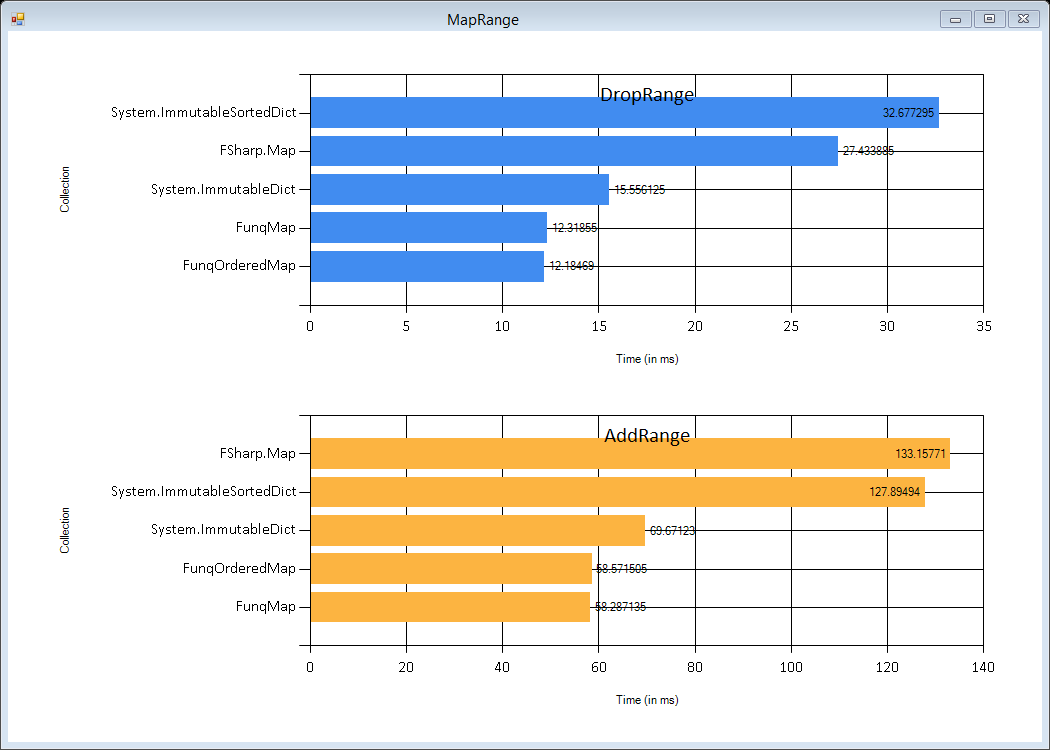 MapRange
DropRange
System.ImmutableSortedDict 32.677295
FSharp.Map 27.433885
System.ImmutableDict 15.556125
FunqMap 12.31855
FunqOrderedMap 12.18469
Collection
0 5 10 15 20 25 30 35
Time (in ms)
AddRange
FSharp.Map 133.15771
System.ImmutableSortedDict 127.89494
System.ImmutableDict 69.67123
FunqOrderedMap 58.571505
FunqMap 58.287135
Collection
0 20 40 60 80 100 120 140
Time (in ms)